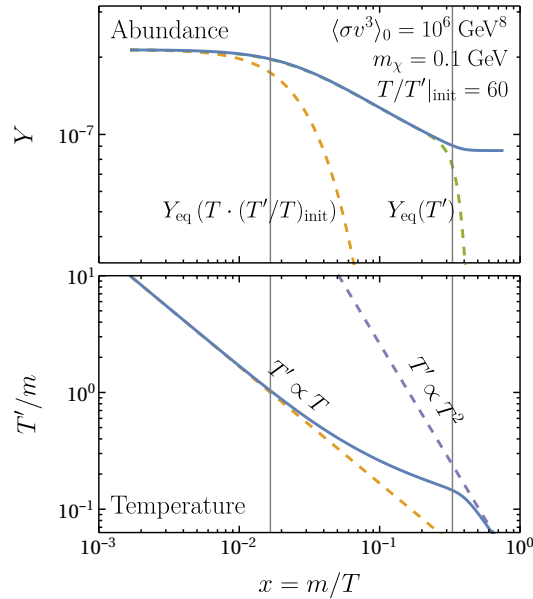 Abundance
⟨σv³⟩₀ = 10⁶ GeV⁸
m_χ = 0.1 GeV
T/T′|_init = 60
Y
10⁻⁷
Y_eq(T · (T′/T)_init)
Y_eq(T′)
10¹
10⁰
10⁻¹
T′/m
T′ ∝ T
T′ ∝ T²
Temperature
10⁻³
10⁻²
10⁻¹
10⁰
x = m/T